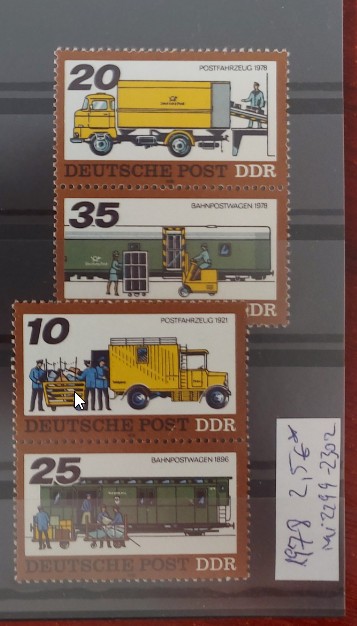 20
POSTFAHRZEUG 1978
DEUTSCHE POST DDR
35
BAHNPOSTWAGEN 1978
DDR
10
POSTFAHRZEUG 1921
DEUTSCHE POST DDR
25
BAHNPOSTWAGEN 1896
DEUTSCHE POST DDR
1978 2,5€*
Mi 2299-2302